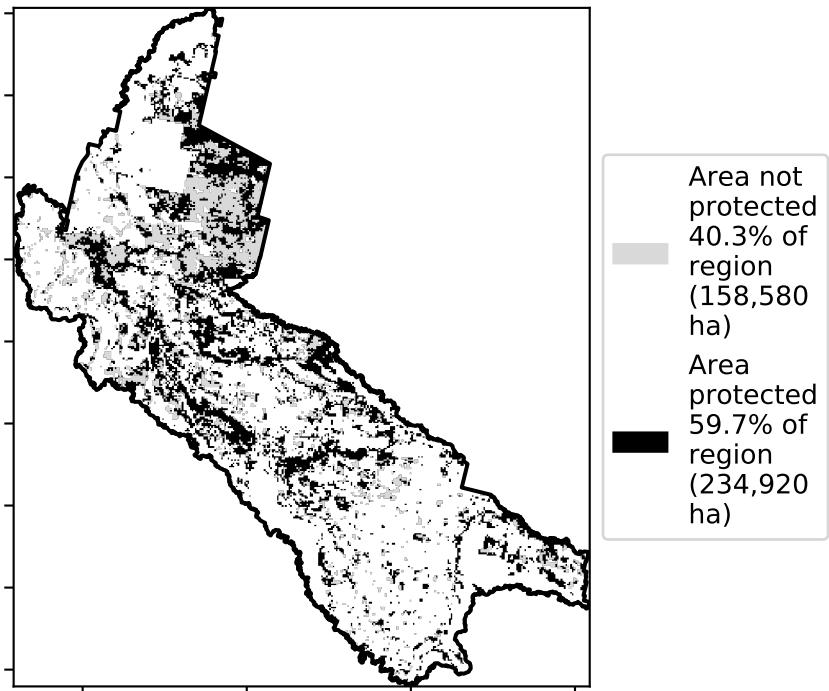 Area not
protected
40.3% of
region
(158,580
ha)
Area
protected
59.7% of
region
(234,920
ha)